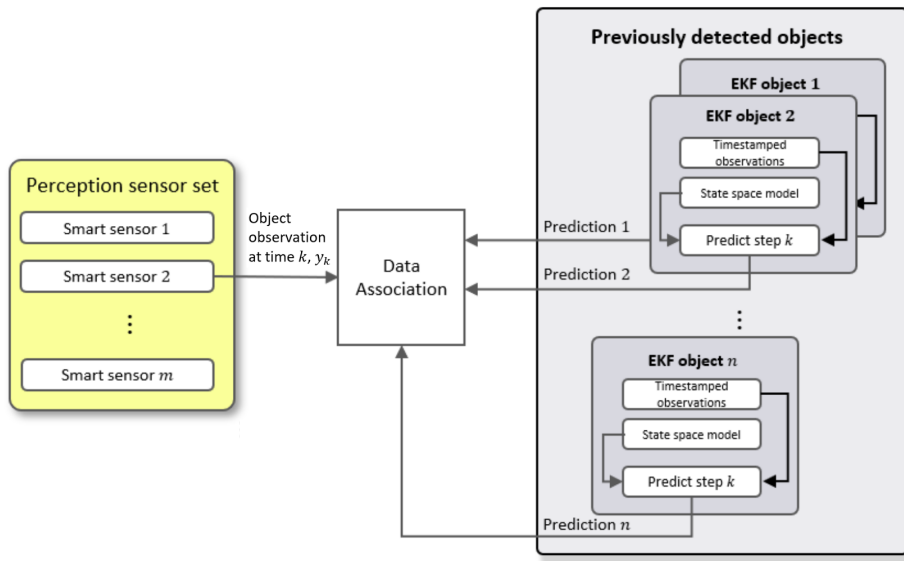 Previously detected objects
EKF object 1
EKF object 2
Timestamped
observations
State space model
Predict step k
Perception sensor set
Smart sensor 1
Smart sensor 2
⋮
Smart sensor m
Object
observation
at time k, yₖ
Data
Association
Prediction 1
Prediction 2
⋮
EKF object n
Timestamped
observations
State space model
Predict step k
Prediction n